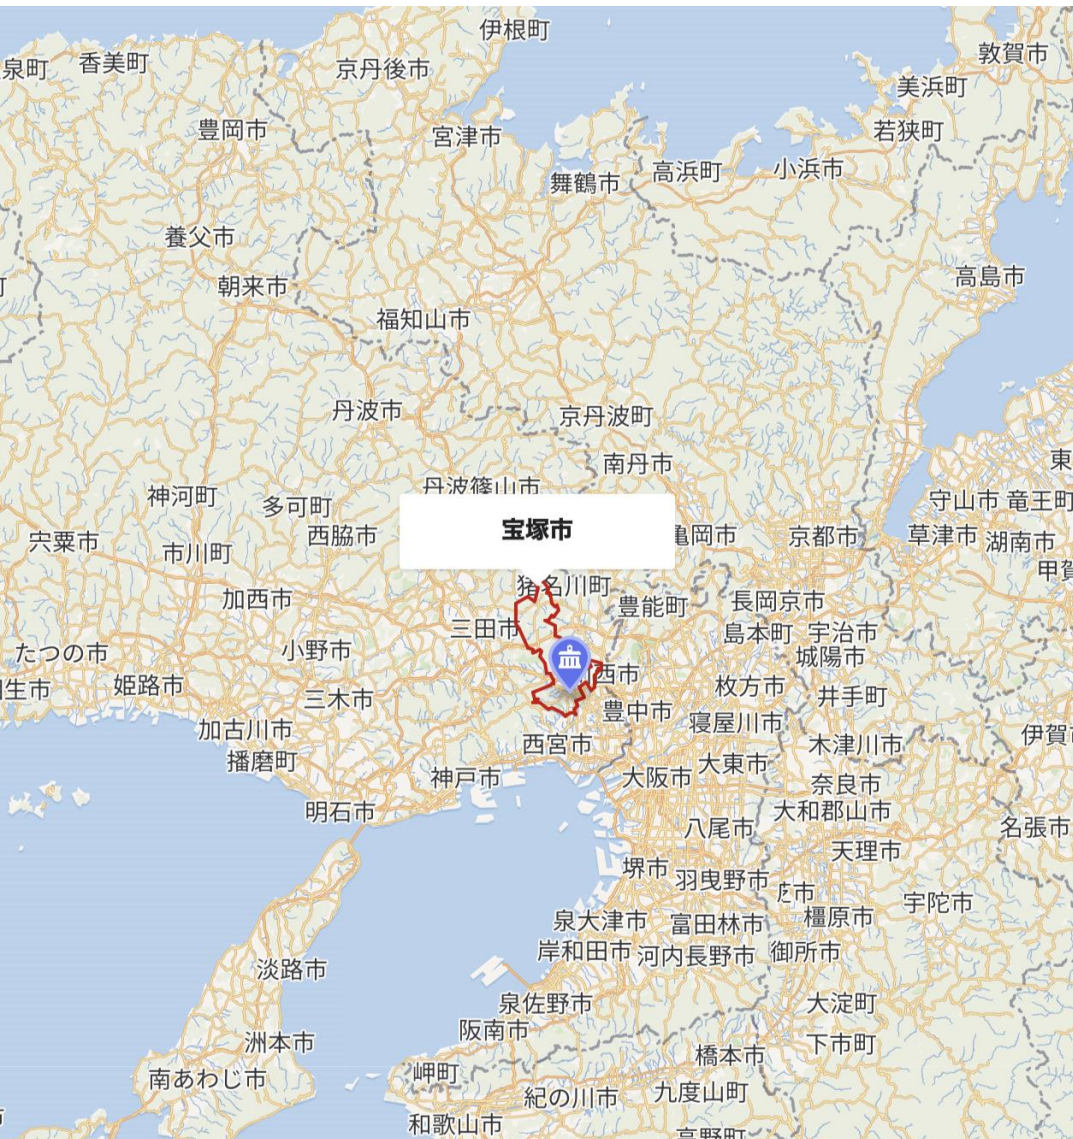 伊根町
敦賀市
香美町
京丹後市
泉町
美浜町
豊岡市
宮津市
若狭町
舞鶴市
高浜町
小浜市
養父市
朝来市
高島市
福知山市
丹波市
京丹波町
南丹市
東
丹波篠山市
神河町
多可町
守山市
竜王町
宝塚市
宍粟市
市川町
西脇市
亀岡市
京都市
草津市
湖南市
甲賀
猪名川町
加西市
豊能町
長岡京市
三田市
島本町
宇治市
たつの市
小野市
城陽市
西市
生市
姫路市
三木市
枚方市
井手町
豊中市
加古川市
寝屋川市
西宮市
木津川市
伊賀市
播磨町
神戸市
大阪市
大東市
奈良市
明石市
大和郡山市
八尾市
名張市
天理市
堺市
羽曳野市
市
宇陀市
泉大津市
富田林市
橿原市
岸和田市
河内長野市
御所市
淡路市
泉佐野市
大淀町
阪南市
洲本市
橋本市
下市町
岬町
南あわじ市
紀の川市
九度山町
和歌山市
高野町